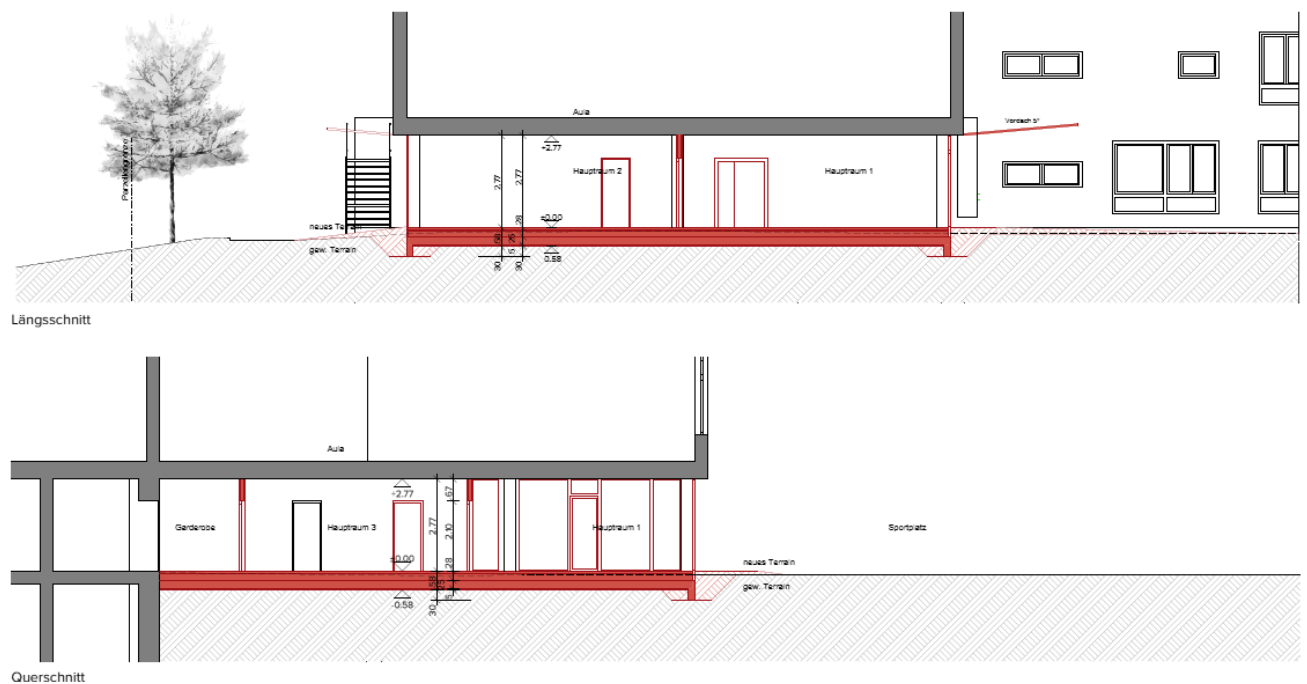 Aula
Vordach 5°
+2.77
Parzellengrenze
Hauptraum 2
Hauptraum 1
2.77
2.77
28
±0.00
neues Terrain
gew. Terrain
58
25
5
30
30
0.58
Längsschnitt
Aula
+2.77
67
Garderobe
Hauptraum 3
2.77
2.10
Hauptraum 1
Sportplatz
±0.00
28
neues Terrain
58
25
gew. Terrain
5
-0.58
30
Querschnitt